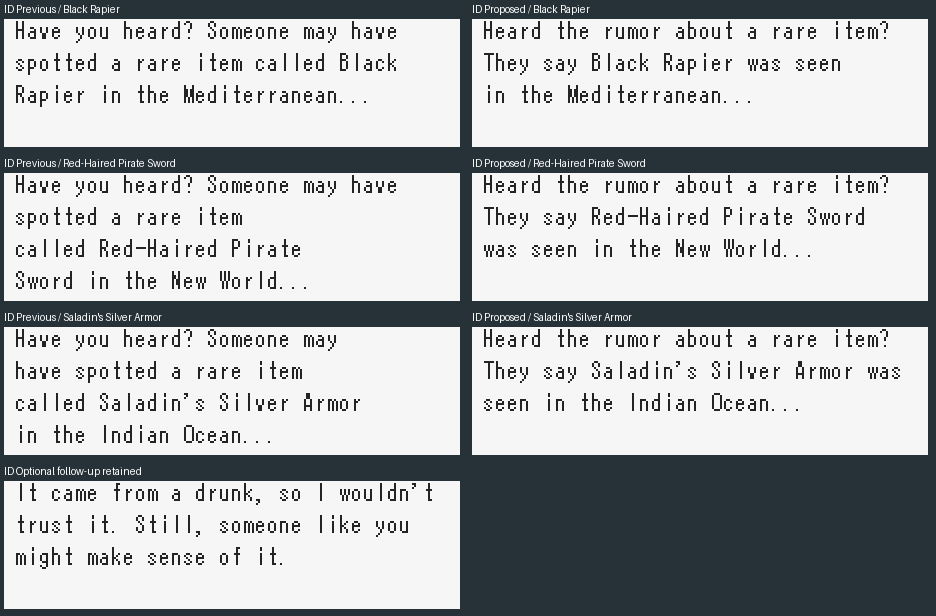 ID Previous / Black Rapier
Have you heard? Someone may have
spotted a rare item called Black
Rapier in the Mediterranean...
ID Proposed / Black Rapier
Heard the rumor about a rare item?
They say Black Rapier was seen
in the Mediterranean...
ID Previous / Red-Haired Pirate Sword
Have you heard? Someone may have
spotted a rare item
called Red-Haired Pirate
Sword in the New World...
ID Proposed / Red-Haired Pirate Sword
Heard the rumor about a rare item?
They say Red-Haired Pirate Sword
was seen in the New World...
ID Previous / Saladin's Silver Armor
Have you heard? Someone may
have spotted a rare item
called Saladin's Silver Armor
in the Indian Ocean...
ID Proposed / Saladin's Silver Armor
Heard the rumor about a rare item?
They say Saladin's Silver Armor was
seen in the Indian Ocean...
ID Optional follow-up retained
It came from a drunk, so I wouldn't
trust it. Still, someone like you
might make sense of it.